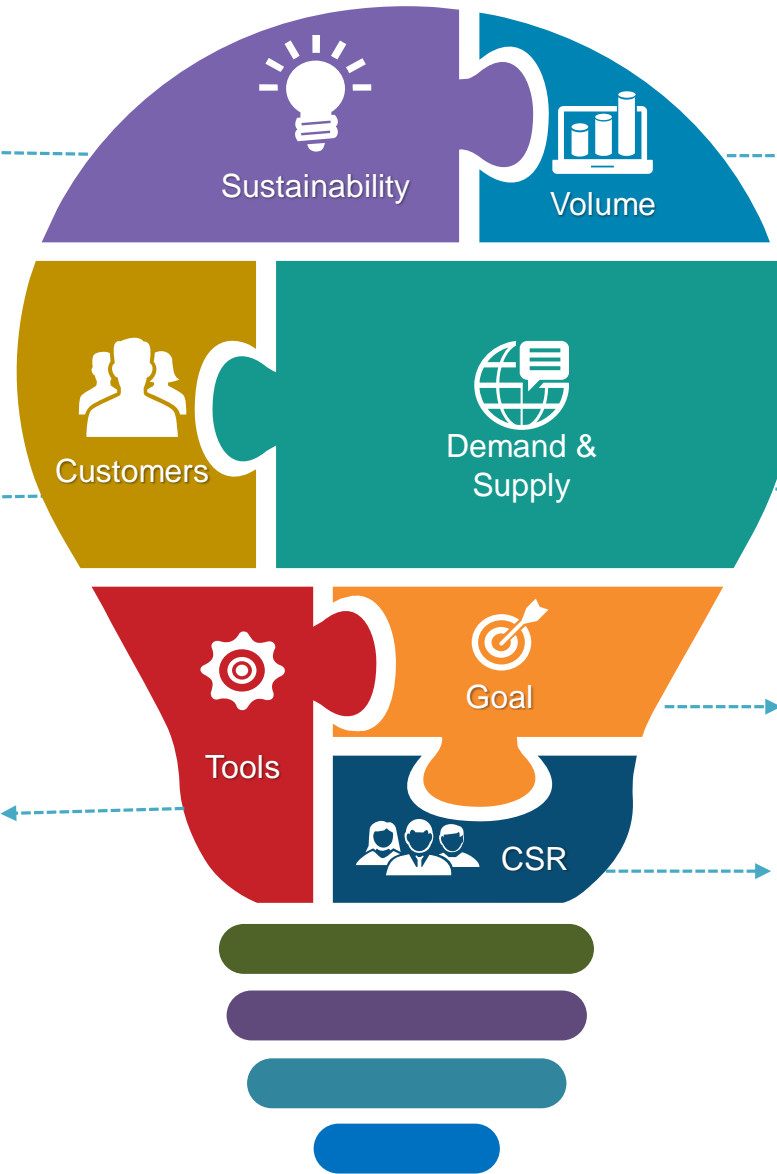 Sustainability
Volume
Customers
Demand &
Supply
Goal
Tools
CSR